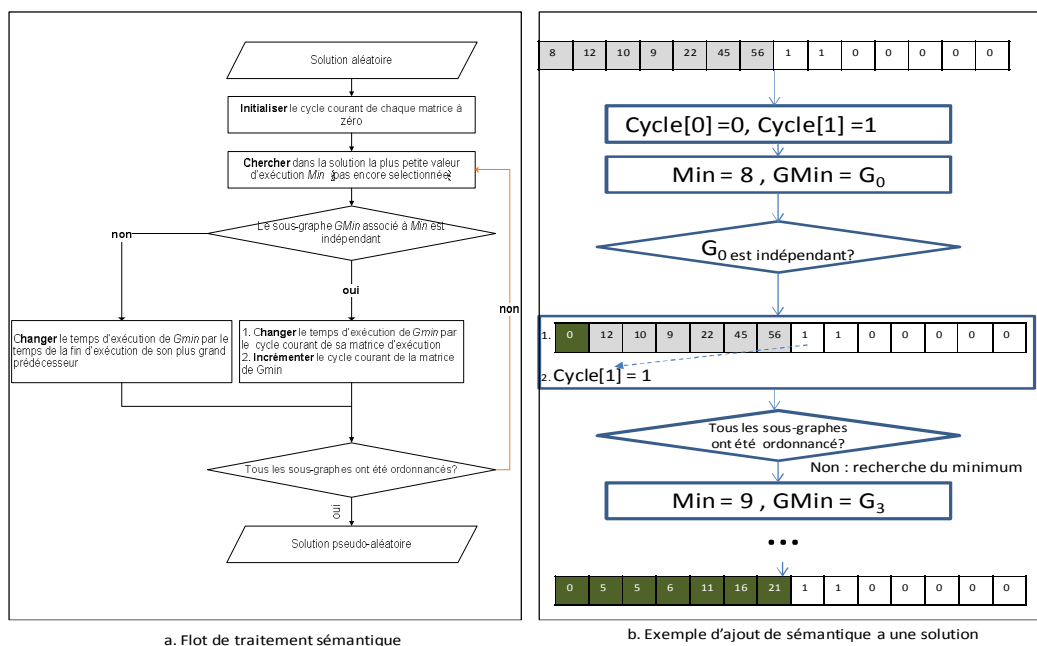 Solution aléatoire
Initialiser le cycle courant de chaque matrice à
zéro
Chercher dans la solution la plus petite valeur
d'exécution Min (pas encore selectionnée)
Le sous-graphe GMin associé à Min est
indépendant
non
oui
non
Changer le temps d'exécution de Gmin par le
temps de la fin d'exécution de son plus grand
prédécesseur
1. Changer le temps d'exécution de Gmin par
le cycle courant de sa matrice d'exécution
2. Incrémenter le cycle courant de la matrice
de Gmin
Tous les sous-graphes ont été ordonnancés?
oui
Solution pseudo-aléatoire
a. Flot de traitement sémantique
8 12 10 9 22 45 56 1 1 0 0 0 0 0
Cycle[0] =0, Cycle[1] =1
Min = 8 , GMin = G0
G0 est indépendant?
1. 0 12 10 9 22 45 56 1 1 0 0 0 0 0
2. Cycle[1] = 1
Tous les sous-graphes
ont été ordonnancé?
Non : recherche du minimum
Min = 9 , GMin = G3
...
0 5 5 6 11 16 21 1 1 0 0 0 0 0
b. Exemple d'ajout de sémantique a une solution